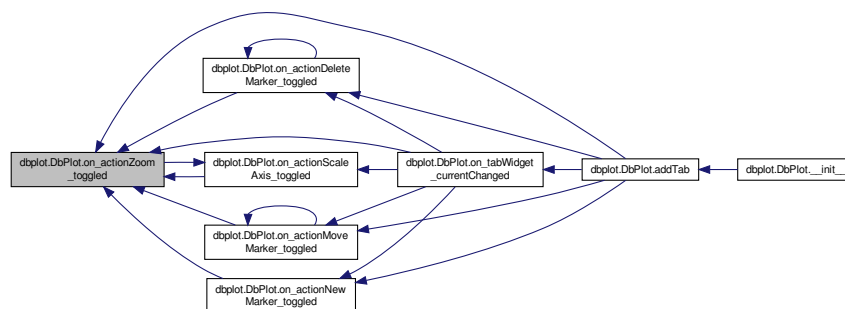 dbplot.DbPlot.on_actionDelete
Marker_toggled
dbplot.DbPlot.on_actionZoom
_toggled
dbplot.DbPlot.on_actionScale
Axis_toggled
dbplot.DbPlot.on_tabWidget
_currentChanged
dbplot.DbPlot.addTab
dbplot.DbPlot.__init__
dbplot.DbPlot.on_actionMove
Marker_toggled
dbplot.DbPlot.on_actionNew
Marker_toggled